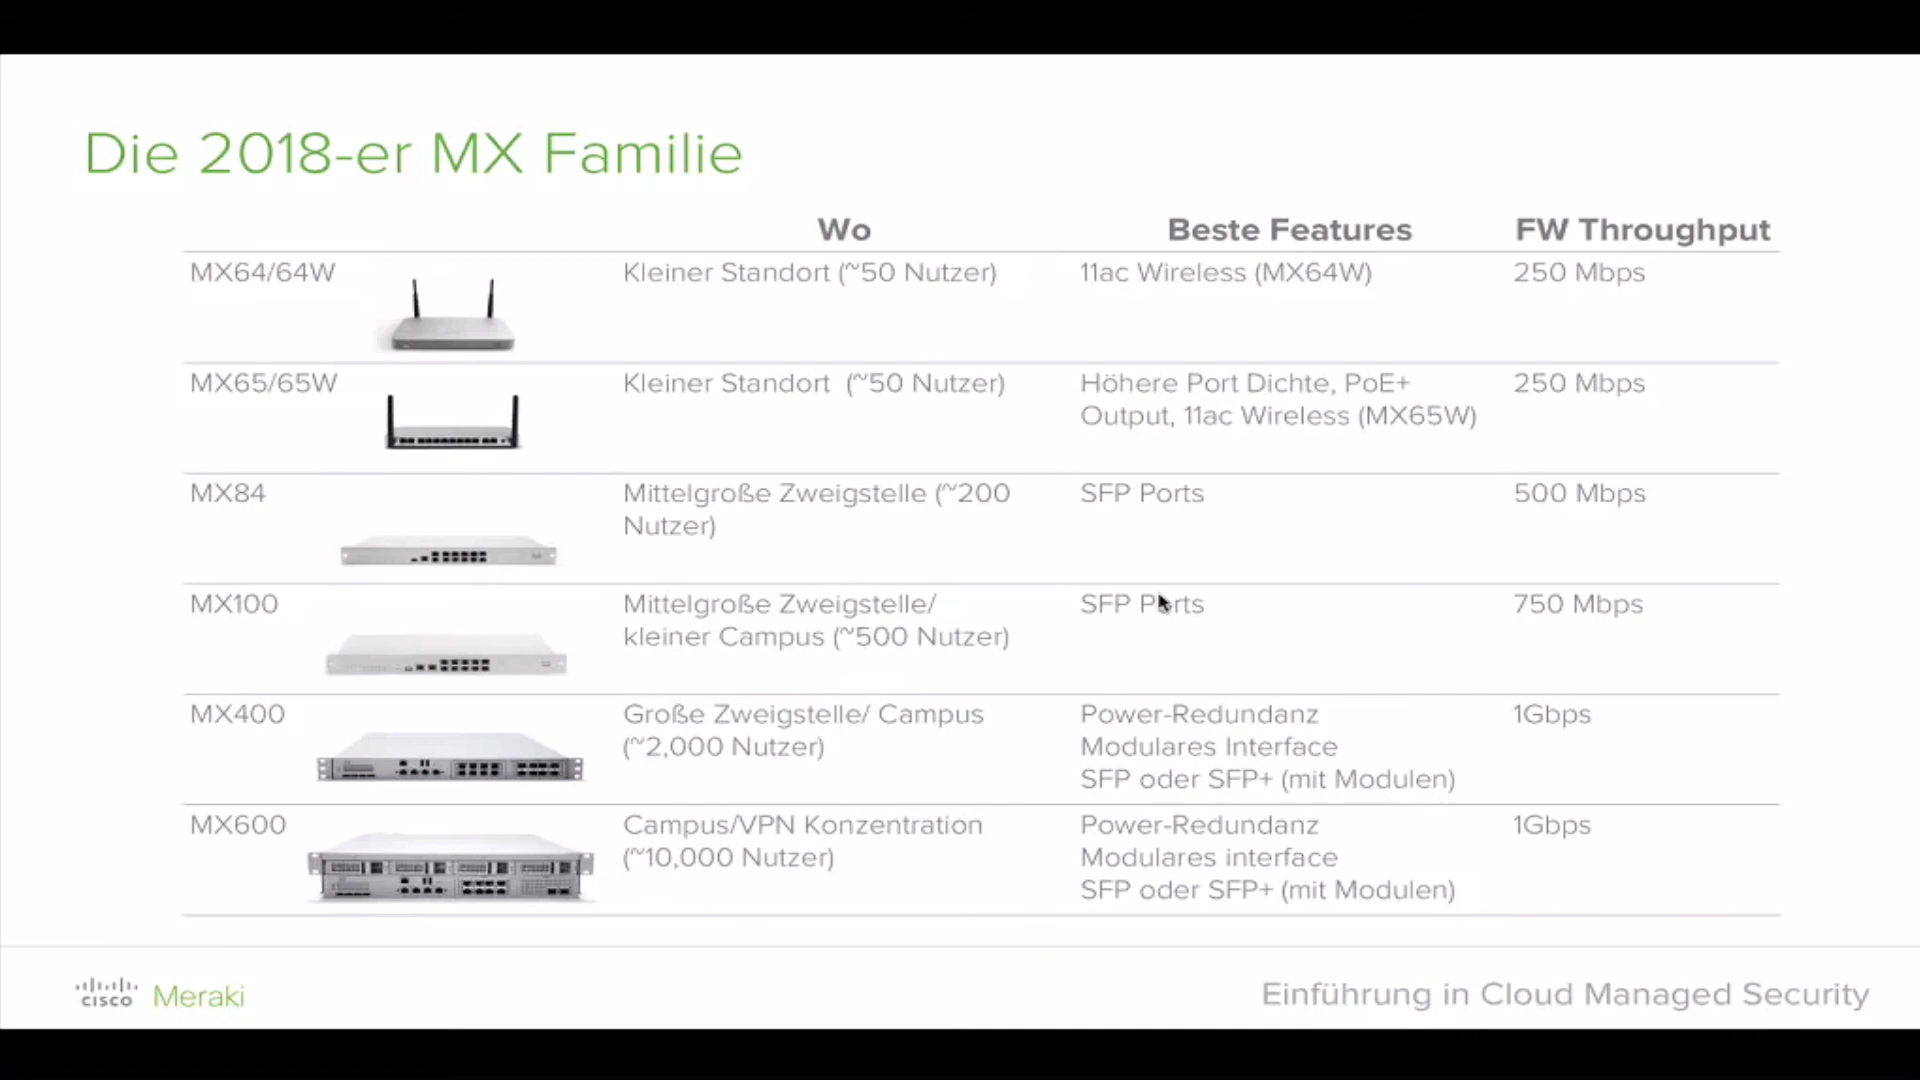 Die 2018-er MX Familie
Wo Beste Features FW Throughput
MX64/64W Kleiner Standort (~50 Nutzer) 11ac Wireless (MX64W) 250 Mbps
MX65/65W Kleiner Standort (~50 Nutzer) Höhere Port Dichte, PoE+ 250 Mbps
Output, 11ac Wireless (MX65W)
MX84 Mittelgroße Zweigstelle (~200 SFP Ports 500 Mbps
Nutzer)
MX100 Mittelgroße Zweigstelle/ SFP Ports 750 Mbps
kleiner Campus (~500 Nutzer)
MX400 Große Zweigstelle/ Campus Power-Redundanz 1Gbps
(~2,000 Nutzer) Modulares Interface
SFP oder SFP+ (mit Modulen)
MX600 Campus/VPN Konzentration Power-Redundanz 1Gbps
(~10,000 Nutzer) Modulares interface
SFP oder SFP+ (mit Modulen)
cisco Meraki Einführung in Cloud Managed Security